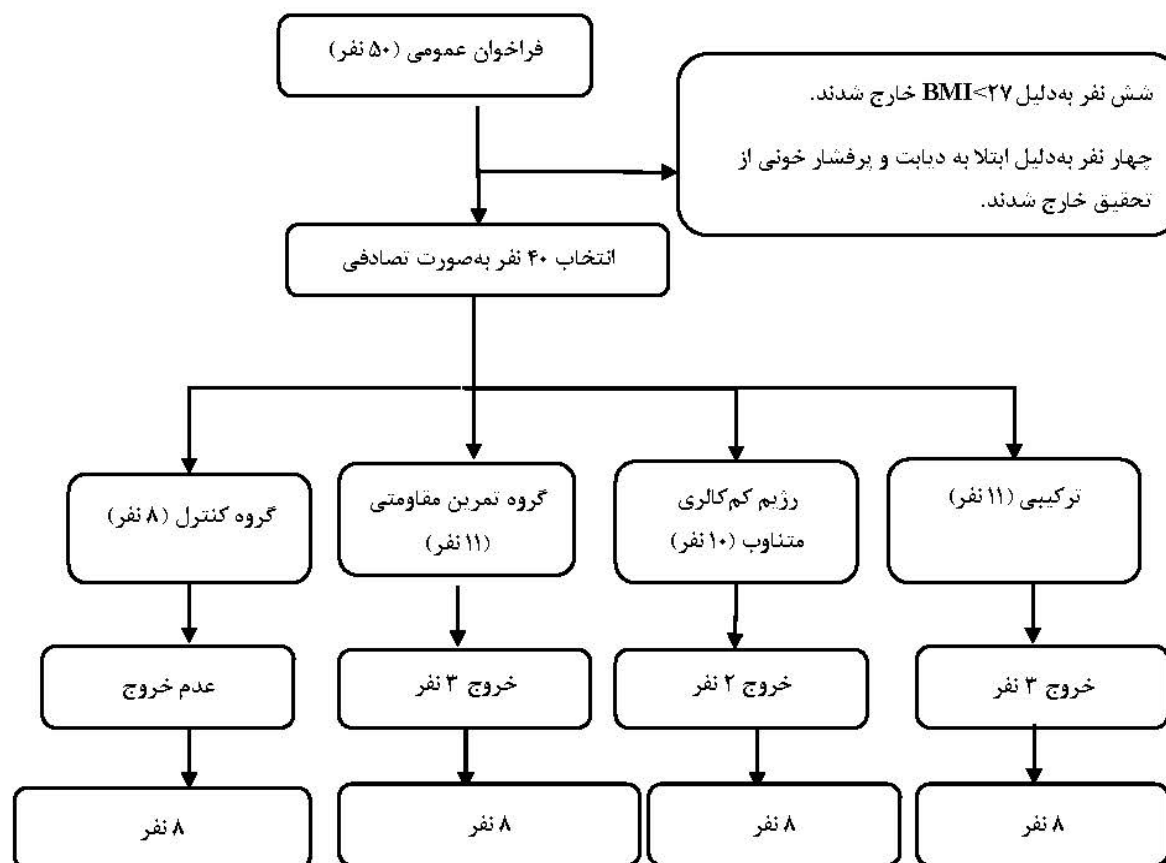 فراخوان عمومی (۵۰ نفر)
شش نفر به‌دلیل BMI<۲۷ خارج شدند.
چهار نفر به‌دلیل ابتلا به دیابت و پرفشار خونی از
تحقیق خارج شدند.
انتخاب ۴۰ نفر به‌صورت تصادفی
ترکیبی (۱۱ نفر)
رژیم کم‌کالری
متناوب (۱۰ نفر)
گروه تمرین مقاومتی
(۱۱ نفر)
گروه کنترل (۸ نفر)
خروج ۳ نفر
خروج ۲ نفر
خروج ۳ نفر
عدم خروج
۸ نفر
۸ نفر
۸ نفر
۸ نفر